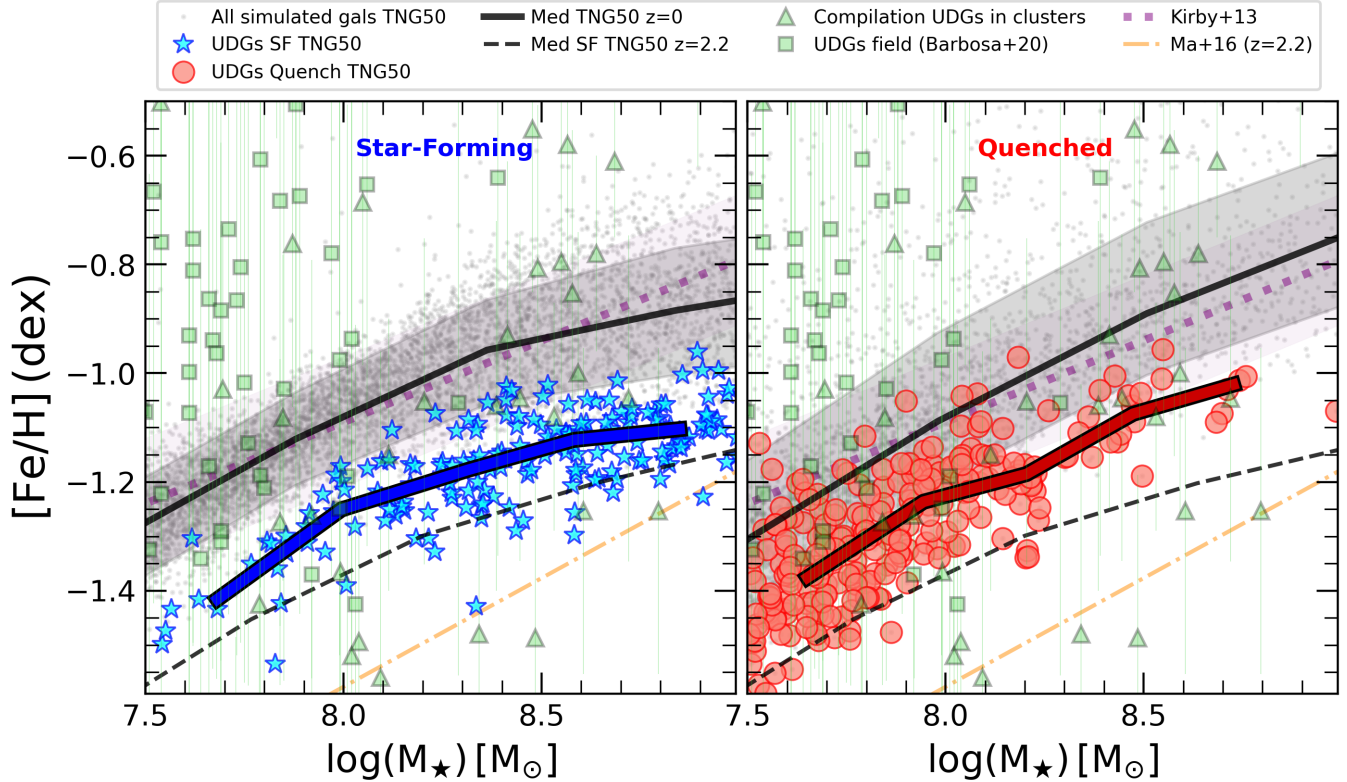 All simulated gals TNG50 Med TNG50 z=0 Compilation UDGs in clusters Kirby+13
UDGs SF TNG50 Med SF TNG50 z=2.2 UDGs field (Barbosa+20) Ma+16 (z=2.2)
UDGs Quench TNG50
Star-Forming Quenched
[Fe/H] (dex)
−0.6
−0.8
−1.0
−1.2
−1.4
7.5 8.0 8.5 7.5 8.0 8.5
log(M★) [M⊙] log(M★) [M⊙]